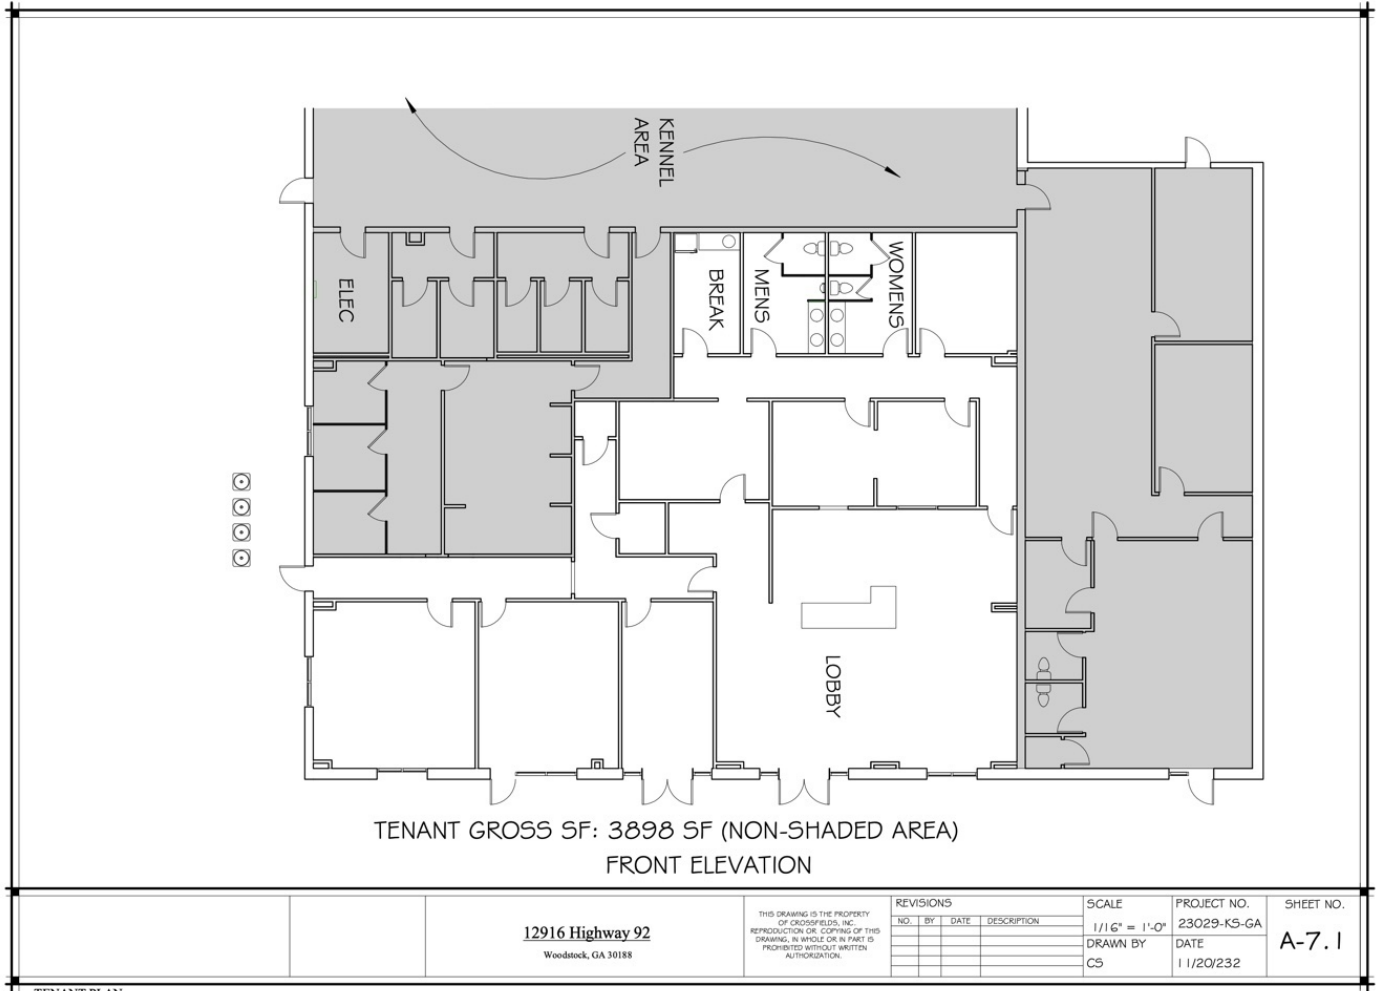 KENNEL
AREA
ELEC
BREAK
MENS
WOMENS
LOBBY
TENANT GROSS SF: 3898 SF (NON-SHADED AREA)
FRONT ELEVATION
12916 Highway 92
Woodstock, GA 30188
THIS DRAWING IS THE PROPERTY
OF CROSSFIELDS, INC.
REPRODUCTION OR COPYING OF THIS
DRAWING, IN WHOLE OR IN PART IS
PROHIBITED WITHOUT WRITTEN
AUTHORIZATION.
REVISIONS
NO. BY DATE DESCRIPTION
SCALE
1/16" = 1'-0"
DRAWN BY
CS
PROJECT NO.
23029-KS-GA
DATE
11/20/232
SHEET NO.
A-7.1
TENANT PLAN